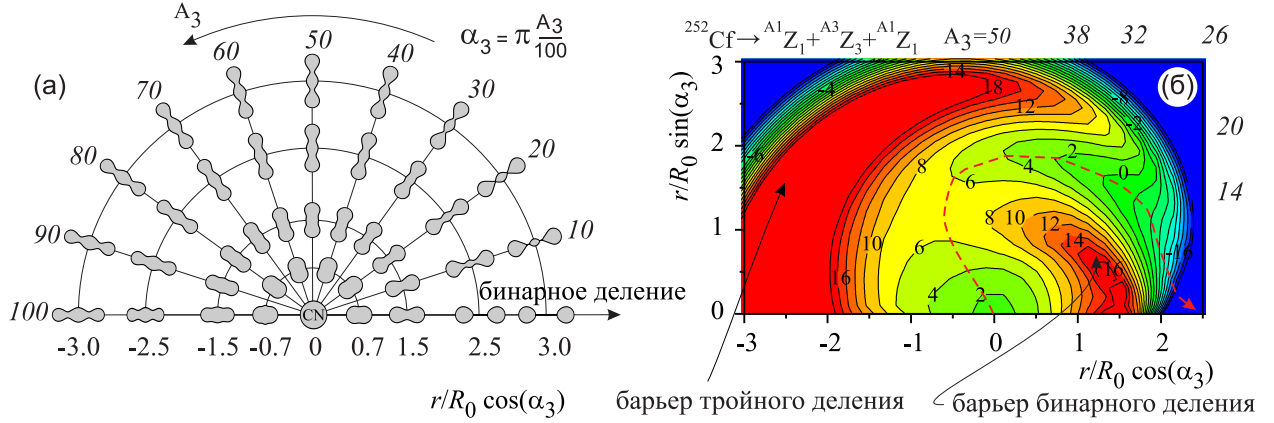 A₃
α₃ = π A₃/100
(а)
100 90 80 70 60 50 40 30 20 10
CN
бинарное деление
-3.0 -2.5 -1.5 -0.7 0 0.7 1.5 2.5 3.0
r/R₀ cos(α₃)
²⁵²Cf→ ᴬ¹Z₁+ᴬ³Z₃+ᴬ¹Z₁ A₃=50 38 32 26
(б)
20
14
r/R₀ sin(α₃)
3
2
1
0
-4 14 18 12 -8 -2
-6 8 2 4 0 6
8 10 12 14 16 -16
10 16 6 4 2
-3 -2 -1 0 1 2
r/R₀ cos(α₃)
барьер тройного деления
барьер бинарного деления